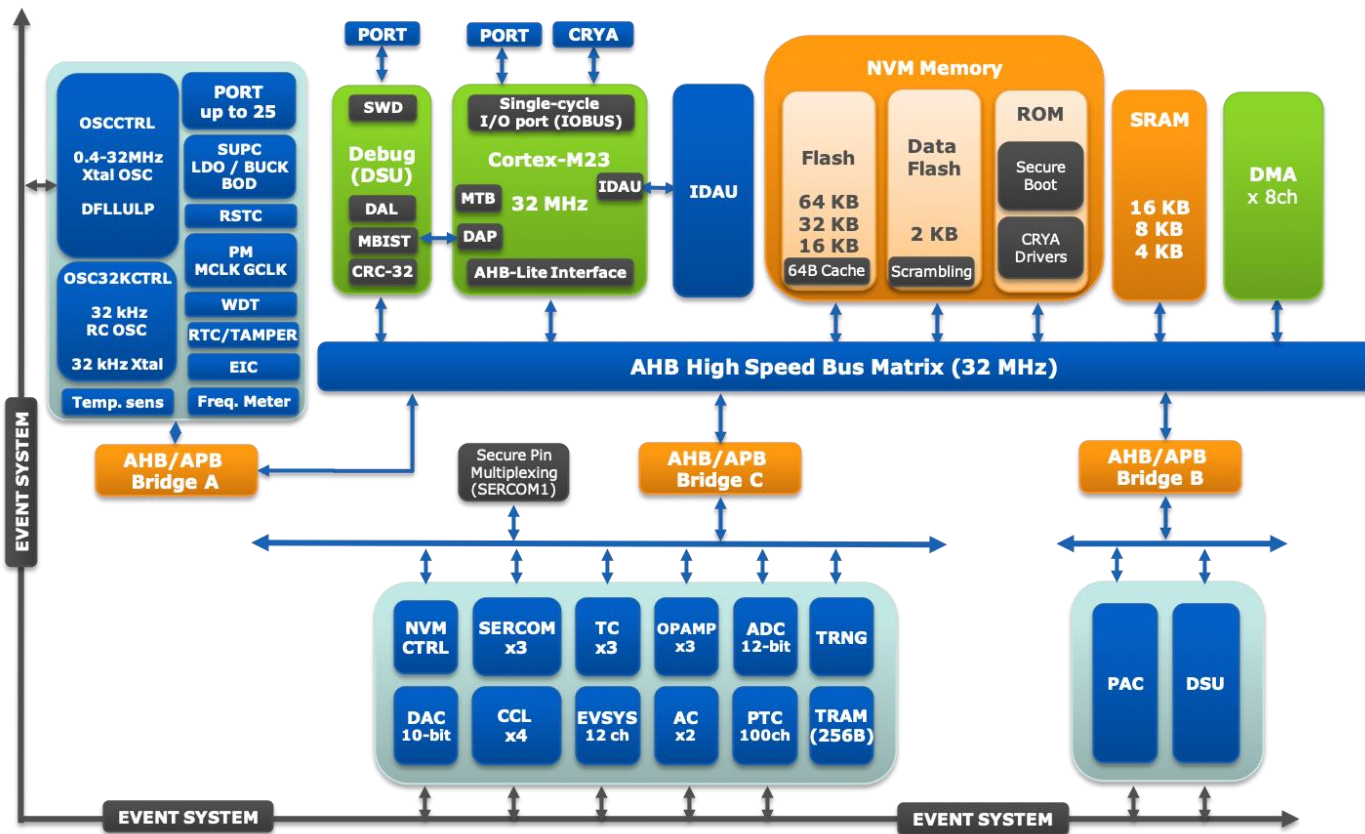 PORT
PORT
CRYA
OSCCTRL
0.4-32MHz
Xtal OSC
DFLLULP
OSC32KCTRL
32 kHz
RC OSC
32 kHz Xtal
Temp. sens
PORT
up to 25
SUPC
LDO / BUCK
BOD
RSTC
PM
MCLK GCLK
WDT
RTC/TAMPER
EIC
Freq. Meter
SWD
Debug
(DSU)
DAL
MBIST
CRC-32
Single-cycle
I/O port (IOBUS)
Cortex-M23
IDAU
MTB
32 MHz
DAP
AHB-Lite Interface
IDAU
NVM Memory
Flash
64 KB
32 KB
16 KB
64B Cache
Data
Flash
2 KB
Scrambling
ROM
Secure
Boot
CRYA
Drivers
SRAM
16 KB
8 KB
4 KB
DMA
x 8ch
AHB High Speed Bus Matrix (32 MHz)
EVENT SYSTEM
AHB/APB
Bridge A
Secure Pin
Multiplexing
(SERCOM1)
AHB/APB
Bridge C
AHB/APB
Bridge B
NVM
CTRL
SERCOM
x3
TC
x3
OPAMP
x3
ADC
12-bit
TRNG
DAC
10-bit
CCL
x4
EVSYS
12 ch
AC
x2
PTC
100ch
TRAM
(256B)
PAC
DSU
EVENT SYSTEM
EVENT SYSTEM